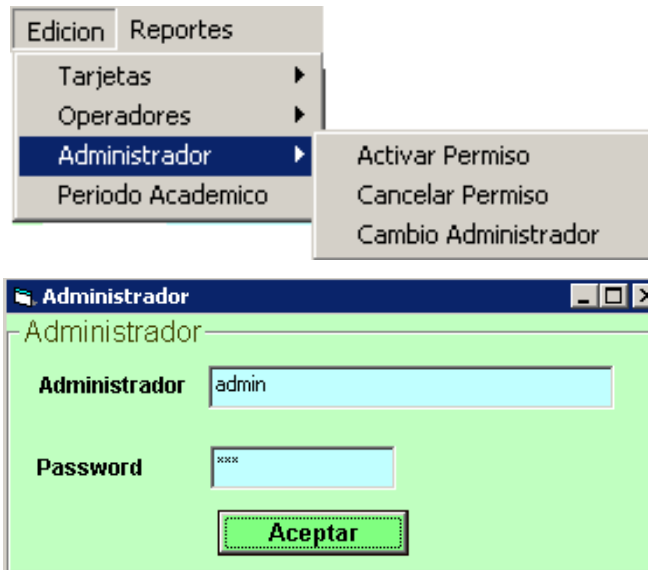 Edicion Reportes
Tarjetas
Operadores
Administrador
Periodo Academico
Activar Permiso
Cancelar Permiso
Cambio Administrador
Administrador
Administrador
Administrador admin
Password ***
Aceptar